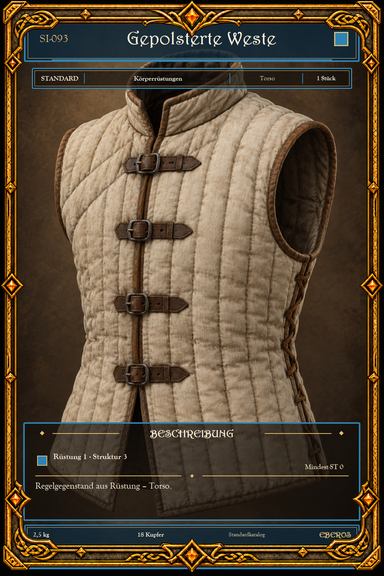 SI-093 Gepolsterte Weste
STANDARD Körperrüstungen Torso 1 Stück
BESCHREIBUNG
Rüstung 1 · Struktur 3
Mindest ST 0
Regelgegenstand aus Rüstung – Torso.
2,5 kg 18 Kupfer Standardkatalog EBERON